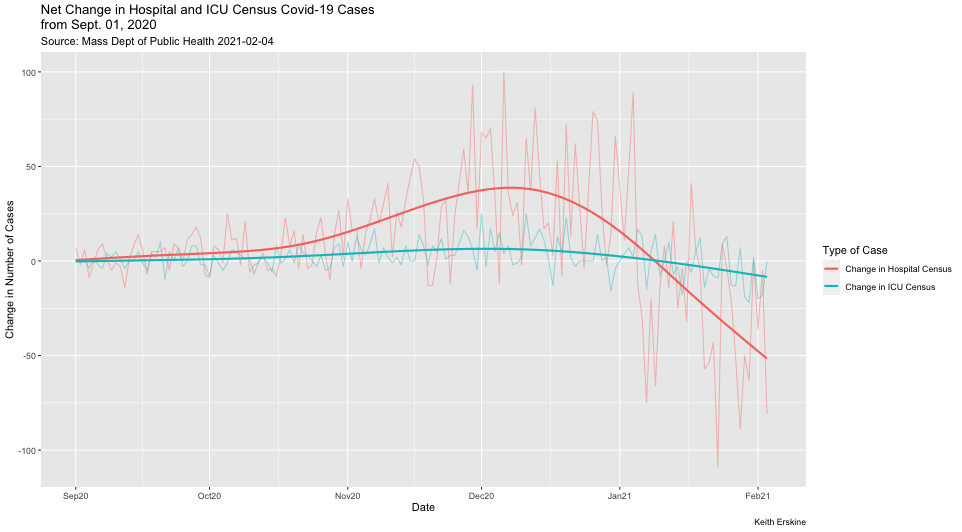 Net Change in Hospital and ICU Census Covid-19 Cases
from Sept. 01, 2020
Source: Mass Dept of Public Health 2021-02-04
Change in Number of Cases
100
50
0
-50
-100
Sep20
Oct20
Nov20
Dec20
Jan21
Feb21
Date
Type of Case
Change in Hospital Census
Change in ICU Census
Keith Erskine